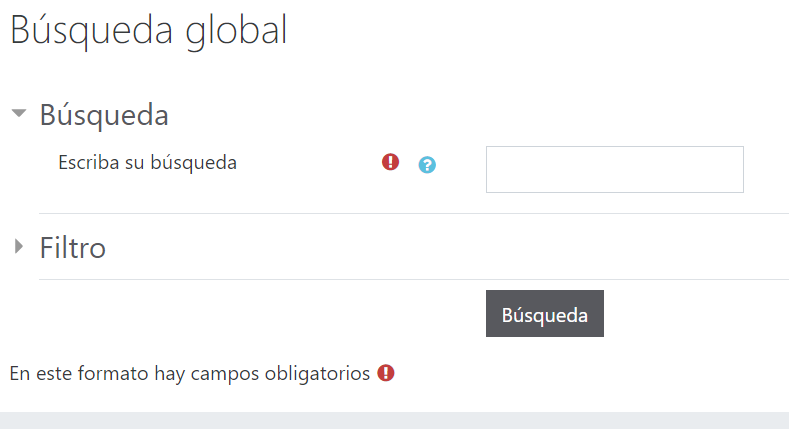 Búsqueda global
Búsqueda
Escriba su búsqueda
Filtro
Búsqueda
En este formato hay campos obligatorios